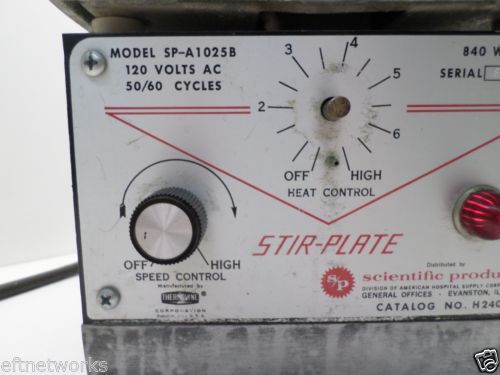 MODEL SP-A1025B
120 VOLTS AC
50/60 CYCLES
3
4
840 W
5
SERIAL
2
6
OFF
HIGH
HEAT CONTROL
STIR-PLATE
OFF
HIGH
SPEED CONTROL
Manufactured by
THERMOLYNE
CORPORATION
Distributed by
SP
scientific produ
DIVISION OF AMERICAN HOSPITAL SUPPLY CORP
GENERAL OFFICES - EVANSTON, IL
CATALOG NO. H240
eftnetworks